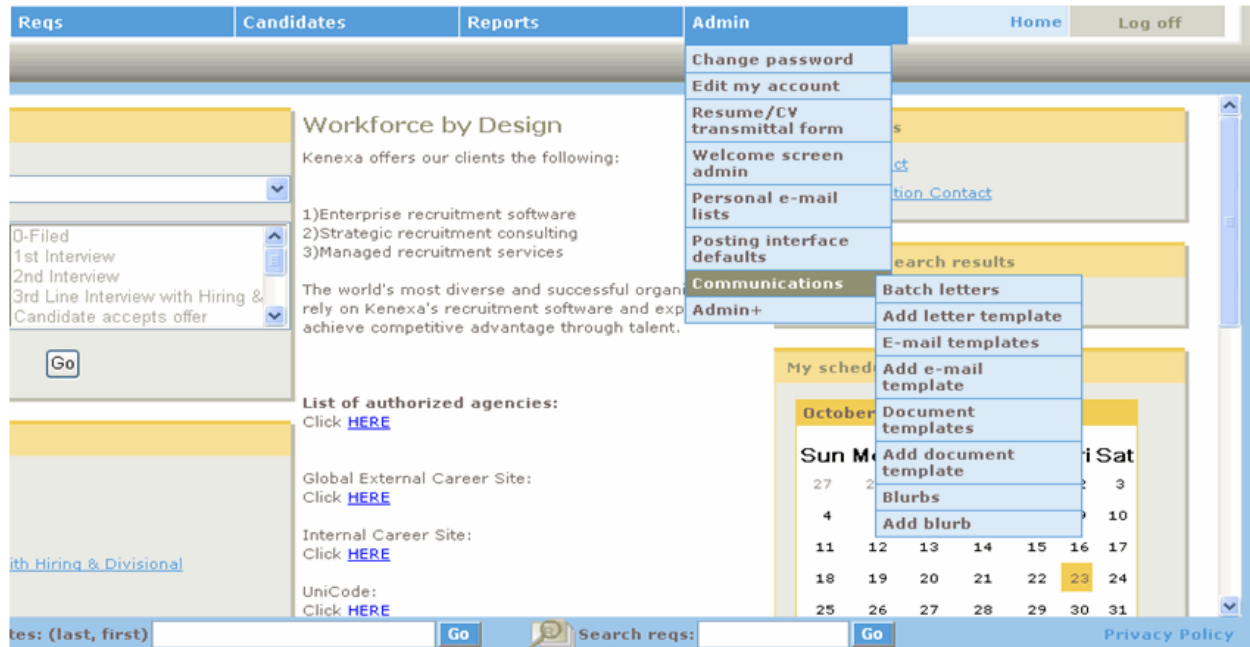 Reqs
Candidates
Reports
Admin
Home
Log off
Change password
Edit my account
Resume/CV
transmittal form
Welcome screen
admin
Personal e-mail
lists
Posting interface
defaults
Communications
Admin+
Batch letters
Add letter template
E-mail templates
Add e-mail
template
Document
templates
Add document
template
Blurbs
Add blurb
0-Filed
1st Interview
2nd Interview
3rd Line Interview with Hiring &
Candidate accepts offer
Go
ith Hiring & Divisional
Workforce by Design
Kenexa offers our clients the following:
1)Enterprise recruitment software
2)Strategic recruitment consulting
3)Managed recruitment services
The world's most diverse and successful organi
rely on Kenexa's recruitment software and exp
achieve competitive advantage through talent.
List of authorized agencies:
Click HERE
Global External Career Site:
Click HERE
Internal Career Site:
Click HERE
UniCode:
Click HERE
s
ct
tion Contact
earch results
My sched
October
Sun M i Sat
27 2 2 3
4 9 10
11 12 13 14 15 16 17
18 19 20 21 22 23 24
25 26 27 28 29 30 31
tes: (last, first) Go Search reqs: Go Privacy Policy